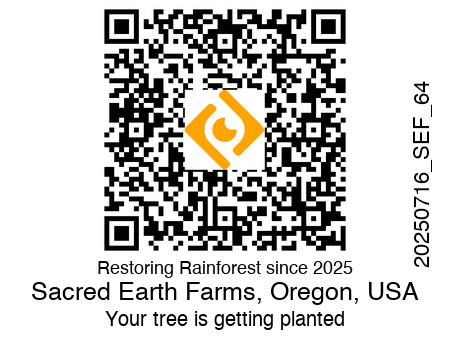 Restoring Rainforest since 2025
Sacred Earth Farms, Oregon, USA
Your tree is getting planted
20250716_SEF_64